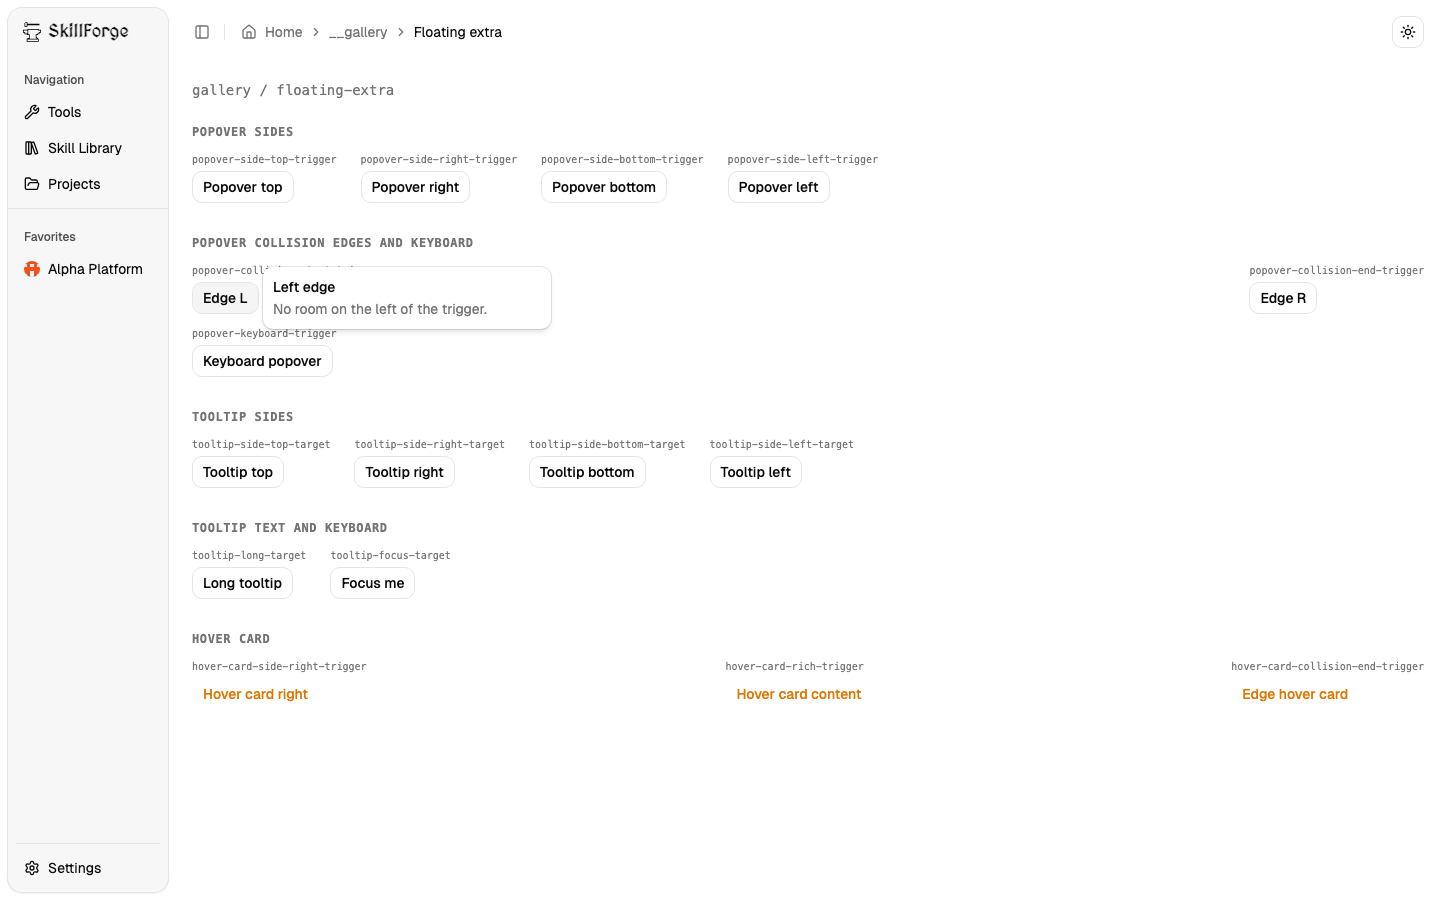 SkillForge
Home > __gallery > Floating extra
Navigation
Tools
Skill Library
Projects
Favorites
Alpha Platform
Settings
gallery / floating-extra
POPOVER SIDES
popover-side-top-trigger popover-side-right-trigger popover-side-bottom-trigger popover-side-left-trigger
Popover top Popover right Popover bottom Popover left
POPOVER COLLISION EDGES AND KEYBOARD
popover-coll popover-collision-end-trigger
Edge L Edge R
Left edge
No room on the left of the trigger.
popover-keyboard-trigger
Keyboard popover
TOOLTIP SIDES
tooltip-side-top-target tooltip-side-right-target tooltip-side-bottom-target tooltip-side-left-target
Tooltip top Tooltip right Tooltip bottom Tooltip left
TOOLTIP TEXT AND KEYBOARD
tooltip-long-target tooltip-focus-target
Long tooltip Focus me
HOVER CARD
hover-card-side-right-trigger hover-card-rich-trigger hover-card-collision-end-trigger
Hover card right Hover card content Edge hover card